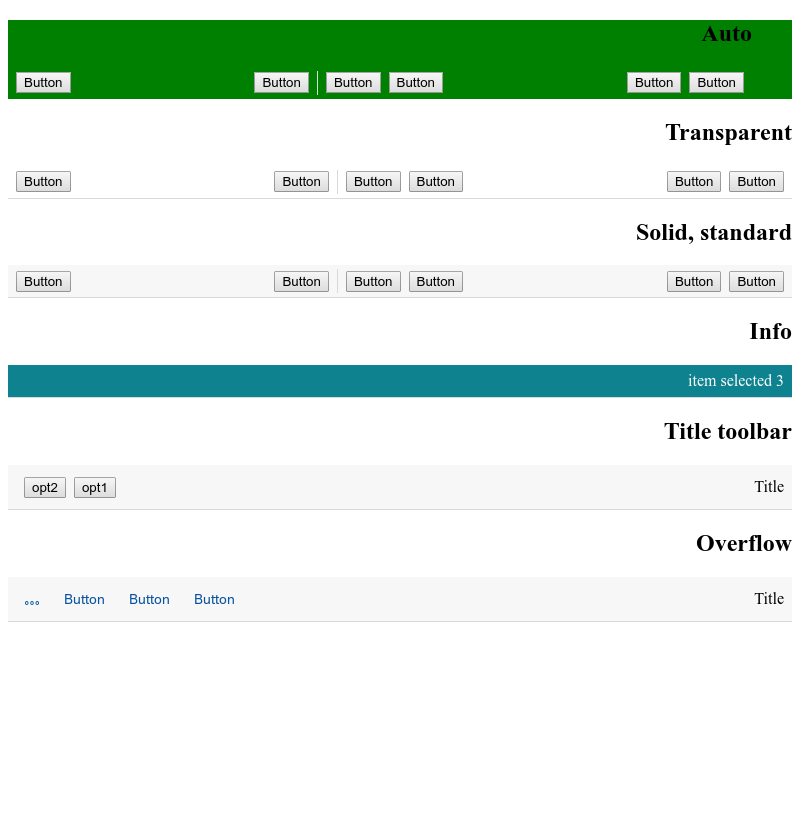 Auto
Button Button Button Button Button Button
Transparent
Button Button Button Button Button Button
Solid, standard
Button Button Button Button Button Button
Info
item selected 3
Title toolbar
opt2 opt1 Title
Overflow
°°° Button Button Button Title